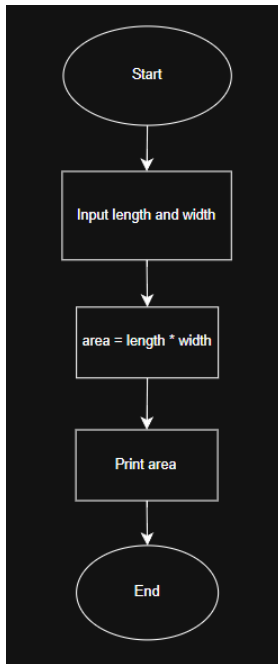 Start
Input length and width
area = length * width
Print area
End